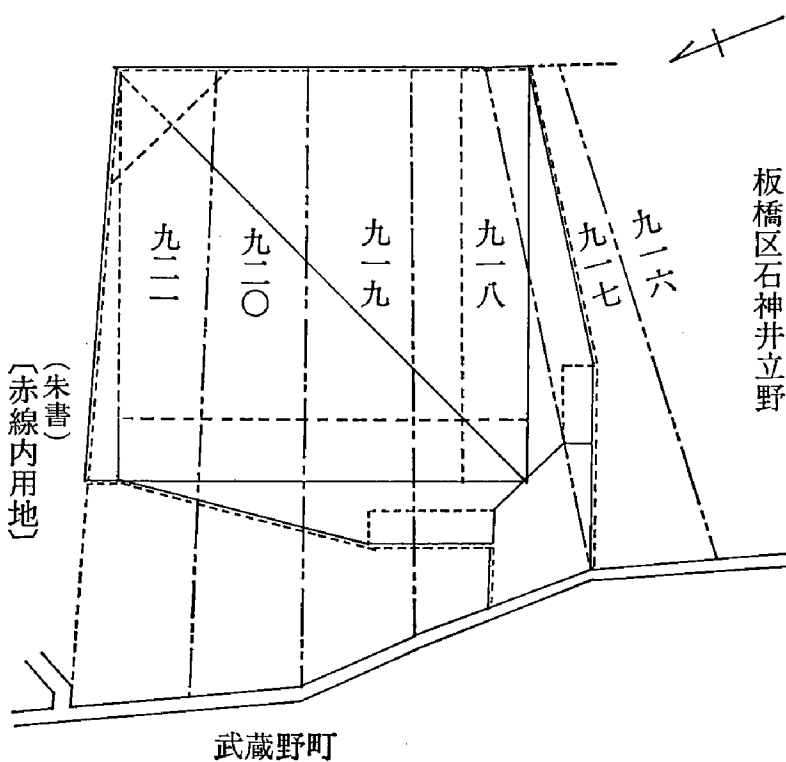 板橋区石神井立野
九一六
九一七
九一八
九一九
九二〇
九二一
（朱書）
〔赤線内用地〕
武蔵野町